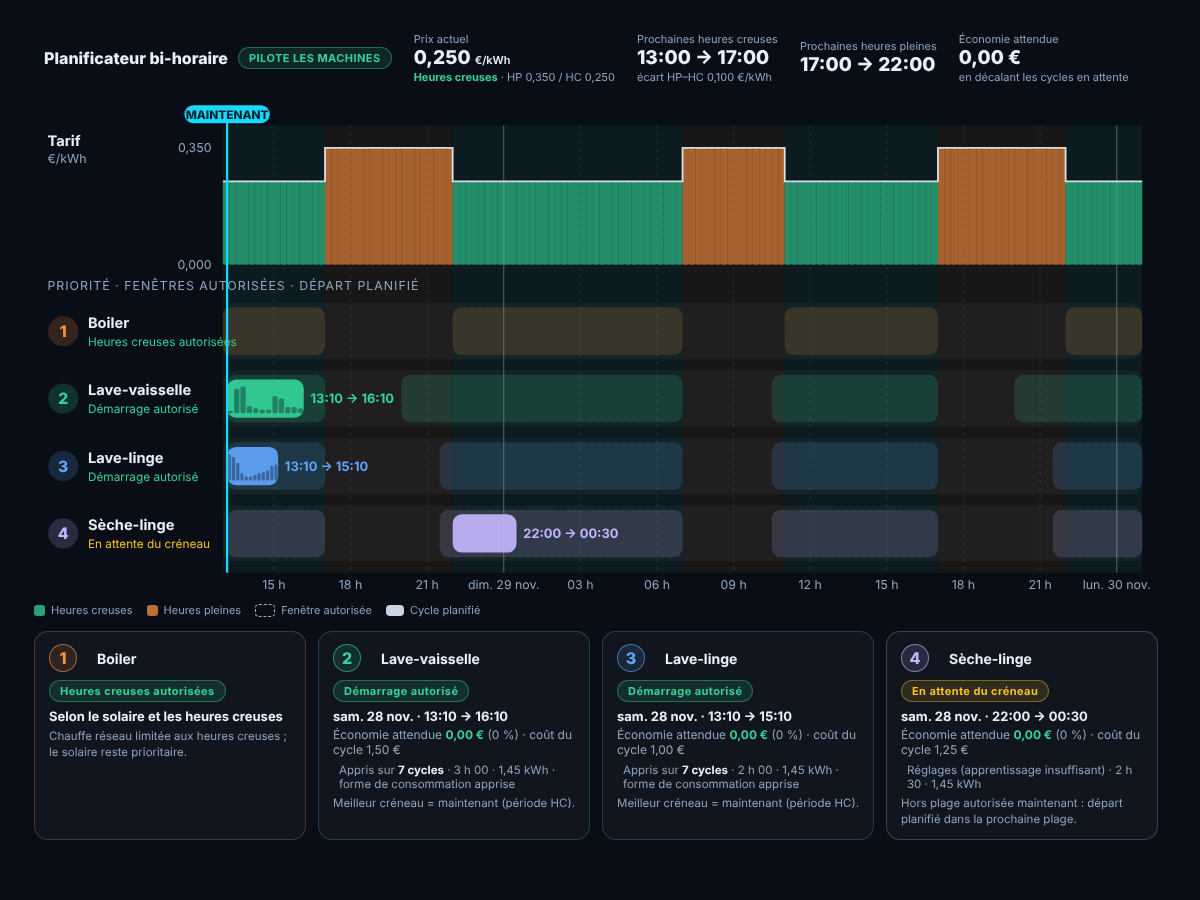 Planificateur bi-horaire
PILOTE LES MACHINES
Prix actuel
0,250 €/kWh
Heures creuses · HP 0,350 / HC 0,250
Prochaines heures creuses
13:00 → 17:00
écart HP–HC 0,100 €/kWh
Prochaines heures pleines
17:00 → 22:00
Économie attendue
0,00 €
en décalant les cycles en attente
MAINTENANT
Tarif
€/kWh
0,350
0,000
PRIORITÉ · FENÊTRES AUTORISÉES · DÉPART PLANIFIÉ
1
Boiler
Heures creuses autorisées
2
Lave-vaisselle
Démarrage autorisé
13:10 → 16:10
3
Lave-linge
Démarrage autorisé
13:10 → 15:10
4
Sèche-linge
En attente du créneau
22:00 → 00:30
15 h 18 h 21 h dim. 29 nov. 03 h 06 h 09 h 12 h 15 h 18 h 21 h lun. 30 nov.
Heures creuses Heures pleines Fenêtre autorisée Cycle planifié
1 Boiler
Heures creuses autorisées
Selon le solaire et les heures creuses
Chauffe réseau limitée aux heures creuses ;
le solaire reste prioritaire.
2 Lave-vaisselle
Démarrage autorisé
sam. 28 nov. · 13:10 → 16:10
Économie attendue 0,00 € (0 %) · coût du
cycle 1,50 €
Appris sur 7 cycles · 3 h 00 · 1,45 kWh ·
forme de consommation apprise
Meilleur créneau = maintenant (période HC).
3 Lave-linge
Démarrage autorisé
sam. 28 nov. · 13:10 → 15:10
Économie attendue 0,00 € (0 %) · coût du
cycle 1,00 €
Appris sur 7 cycles · 2 h 00 · 1,45 kWh ·
forme de consommation apprise
Meilleur créneau = maintenant (période HC).
4 Sèche-linge
En attente du créneau
sam. 28 nov. · 22:00 → 00:30
Économie attendue 0,00 € (0 %) · coût du
cycle 1,25 €
Réglages (apprentissage insuffisant) · 2 h
30 · 1,45 kWh
Hors plage autorisée maintenant : départ
planifié dans la prochaine plage.